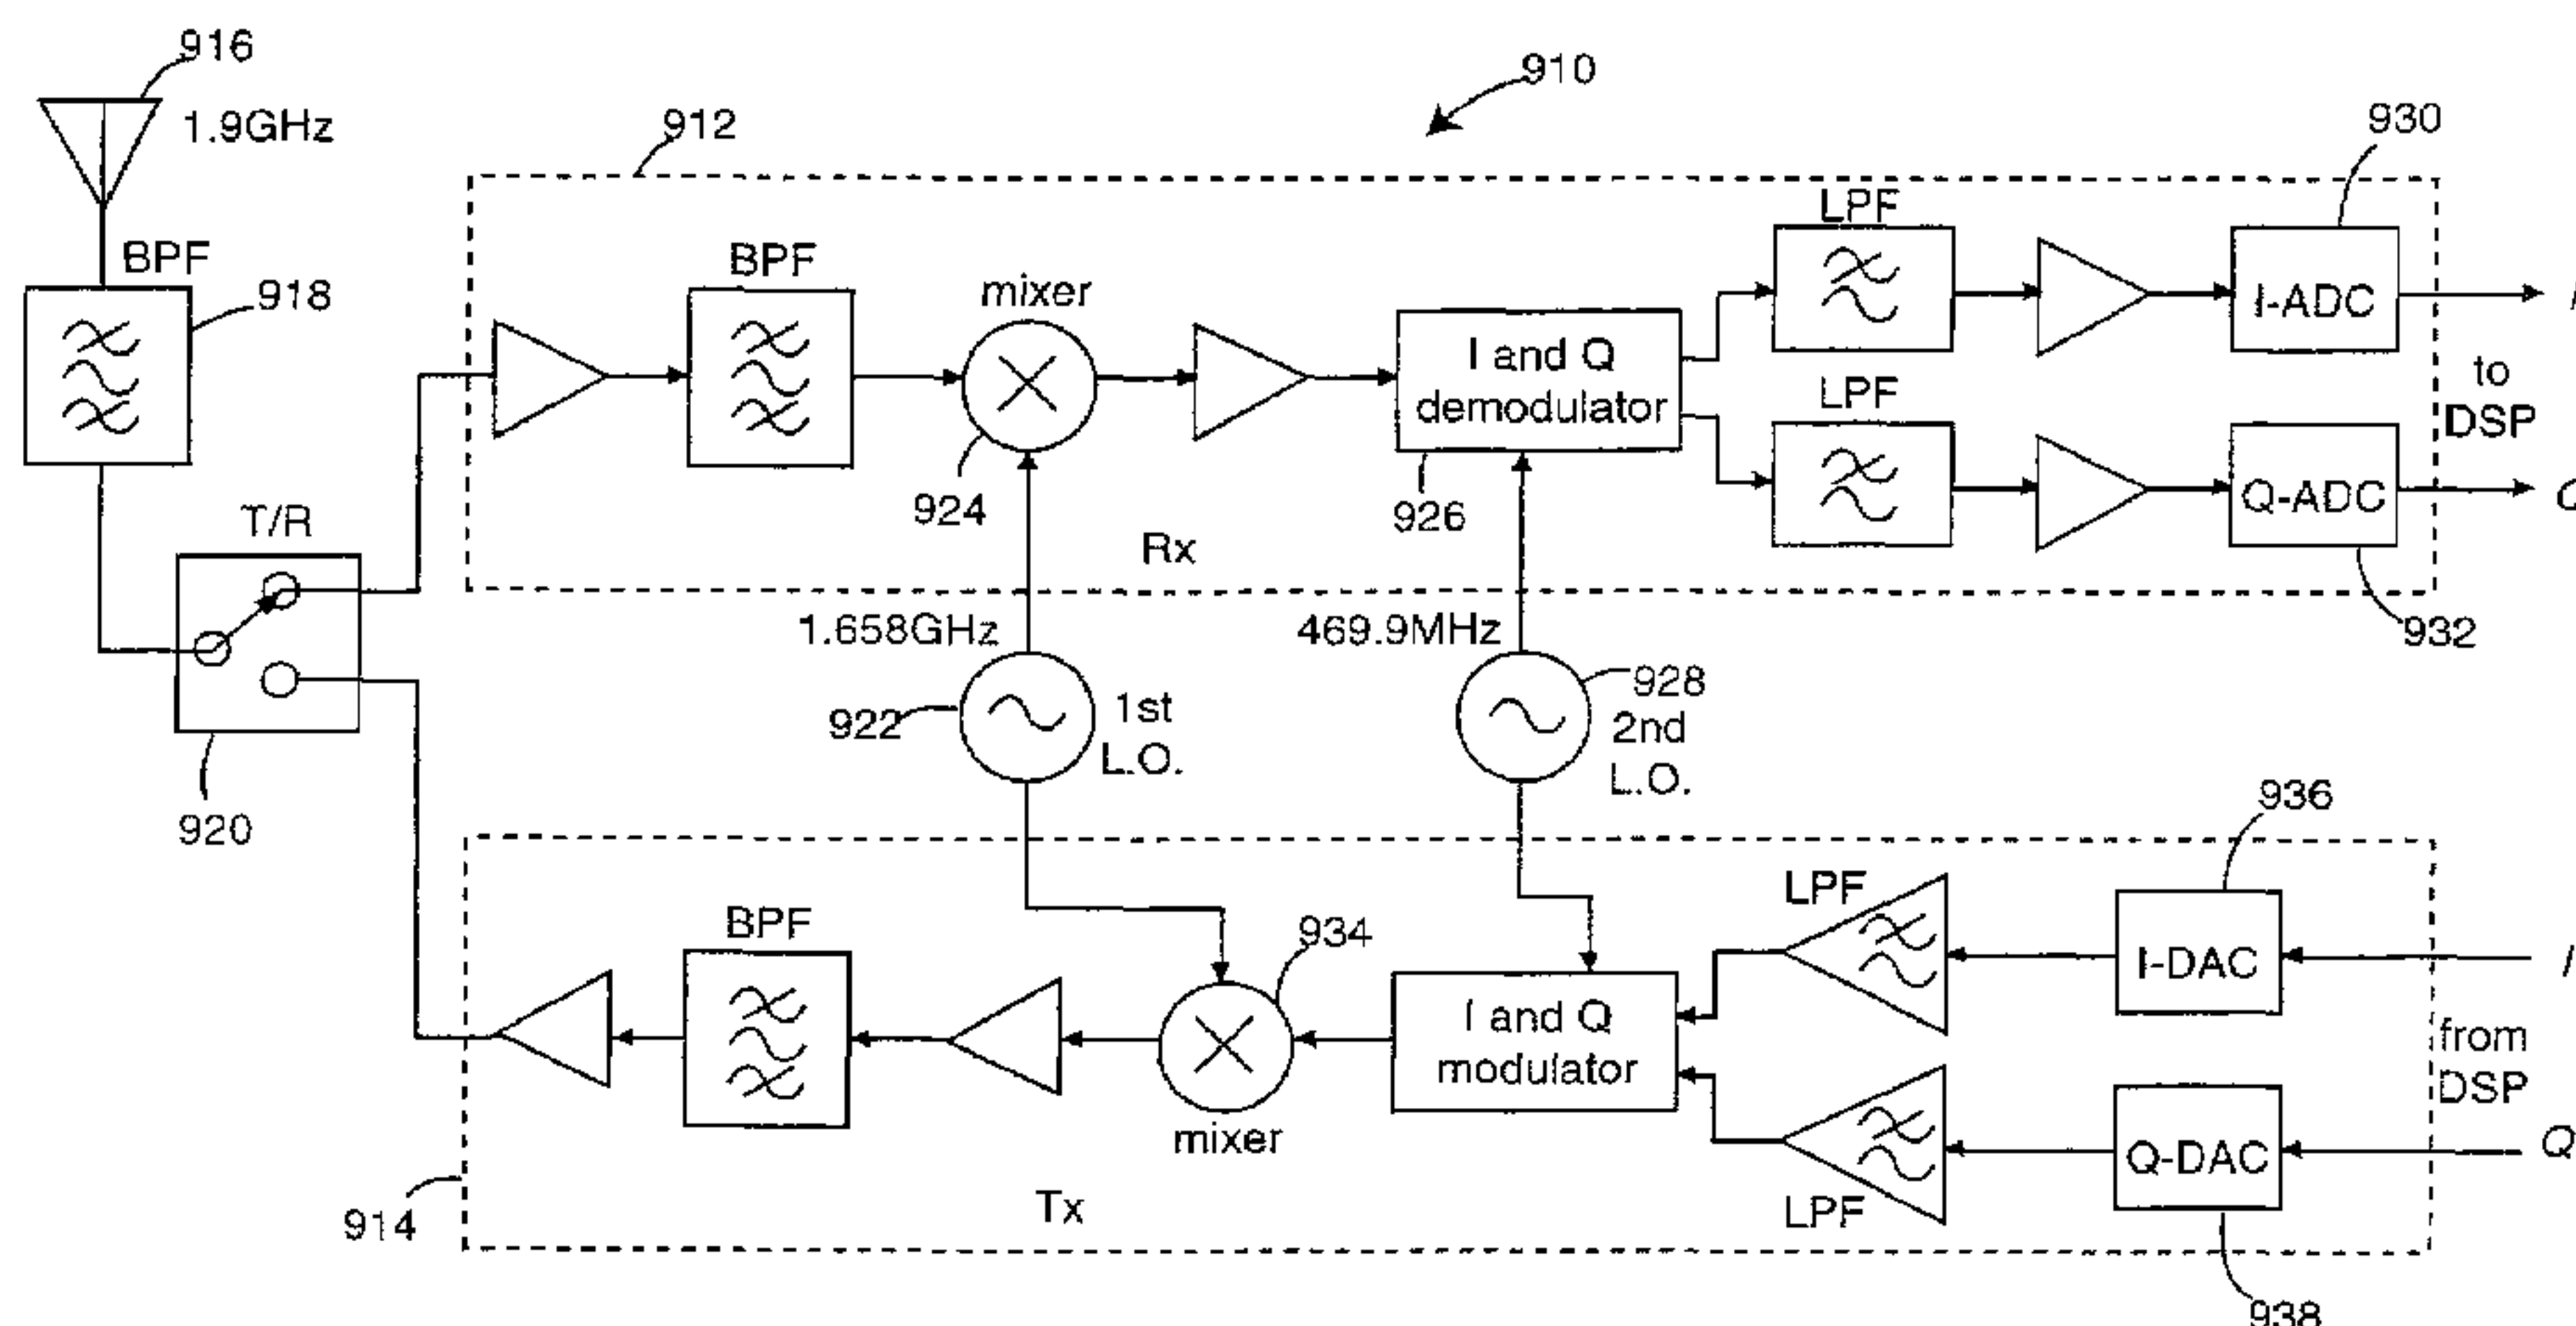 916
1.9GHz
910
912
930
BPF
918
BPF
mixer
LPF
I-ADC
I and Q
demodulator
LPF
to
DSP
Q-ADC
924
926
T/R
Rx
1.658GHz
469.9MHz
932
922
1st
L.O.
928
2nd
L.O.
920
936
BPF
934
LPF
I-DAC
I
I and Q
modulator
from
DSP
mixer
Q-DAC
Q
LPF
914
Tx
938